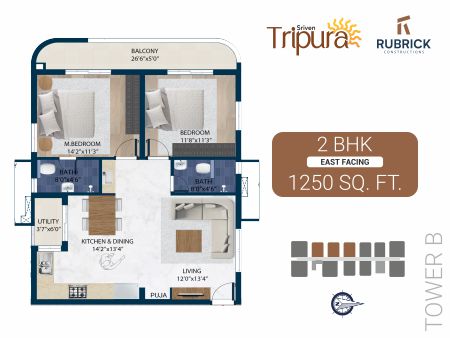 Sriven
Tripura
RUBRICK
CONSTRUCTIONS
BALCONY
26'6"x5'0"
M.BEDROOM
14'2"x11'3"
BEDROOM
11'8"x11'3"
BATH
8'0"x4'6"
BATH
8'0"x4'6"
UTILITY
3'7"x6'0"
KITCHEN & DINING
14'2"x13'4"
LIVING
12'0"x13'4"
PUJA
2 BHK
EAST FACING
1250 SQ. FT.
TOWER B